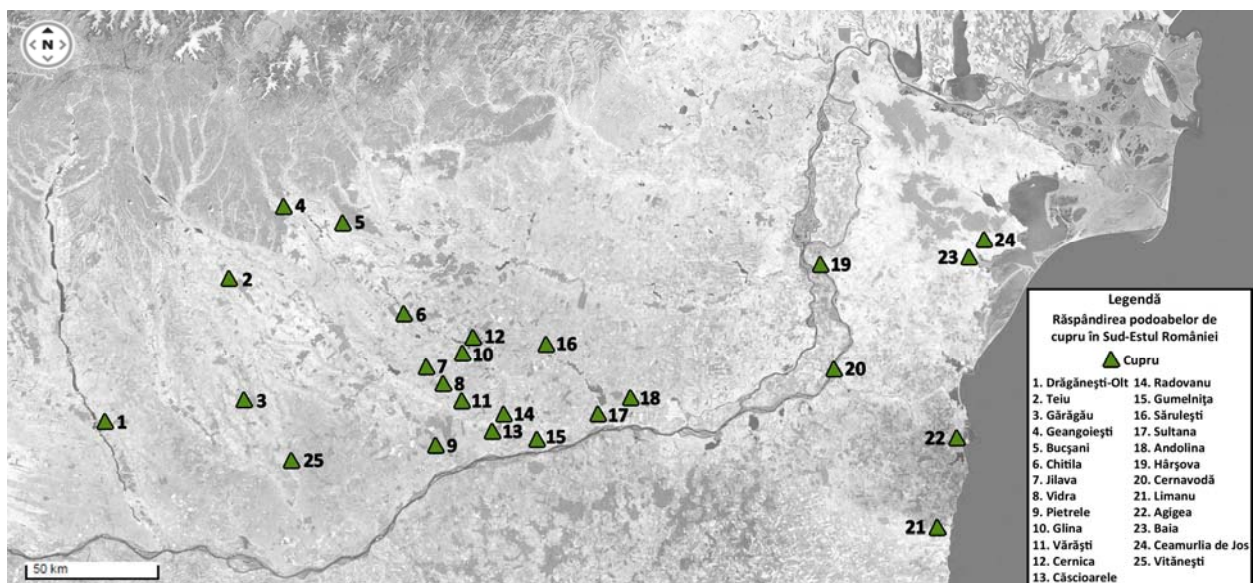 N
4
5
24
23
19
2
6
12
16
10
7
8
20
18
3
11
14
17
1
13
15
22
9
25
21
50 km
Legendă
Răspândirea podoabelor de
cupru în Sud-Estul României
Cupru
1. Drăgănești-Olt
2. Teiu
3. Gărăgău
4. Geangoiești
5. Bucșani
6. Chitila
7. Jilava
8. Vidra
9. Pietrele
10. Glina
11. Vărăști
12. Cernica
13. Căscioarele
14. Radovanu
15. Gumelnița
16. Sărulești
17. Sultana
18. Andolina
19. Hârșova
20. Cernavodă
21. Limanu
22. Agigea
23. Baia
24. Ceamurlia de Jos
25. Vităneşti